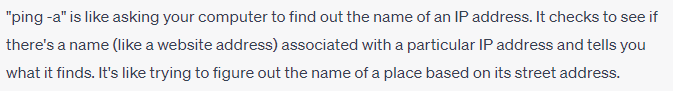 "ping -a" is like asking your computer to find out the name of an IP address. It checks to see if
there's a name (like a website address) associated with a particular IP address and tells you
what it finds. It's like trying to figure out the name of a place based on its street address.